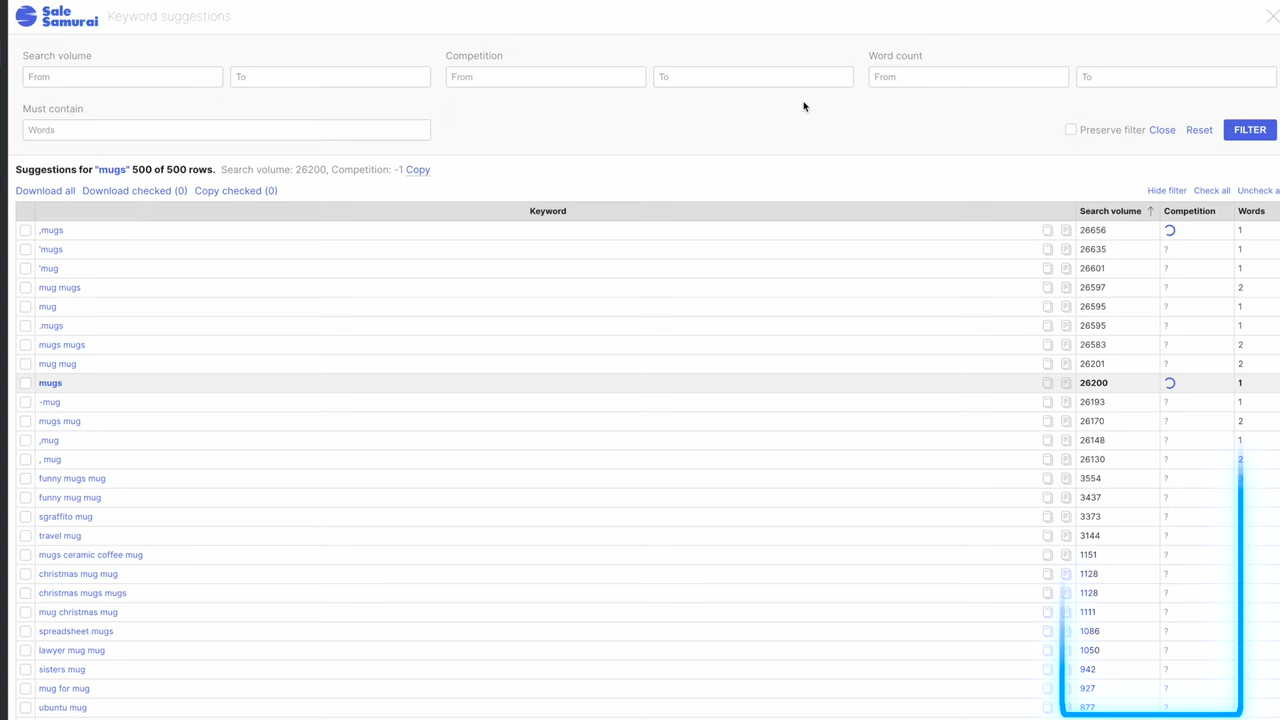 Sale
Samurai
Keyword suggestions
Search volume Competition Word count
From To From To From To
Must contain
Words
Preserve filter Close Reset FILTER
Suggestions for "mugs" 500 of 500 rows. Search volume: 26200, Competition: -1 Copy
Download all Download checked (0) Copy checked (0) Hide filter Check all Uncheck a
Keyword Search volume Competition Words
,mugs 26656 1
'mugs 26635 ? 1
'mug 26601 ? 1
mug mugs 26597 ? 2
mug 26595 ? 1
.mugs 26595 ? 1
mugs mugs 26583 ? 2
mug mug 26201 ? 2
mugs 26200 1
-mug 26193 ? 1
mugs mug 26170 ? 2
,mug 26148 ? 1
, mug 26130 ? 2
funny mugs mug 3554 ? 3
funny mug mug 3437 ?
sgraffito mug 3373 ?
travel mug 3144 ?
mugs ceramic coffee mug 1151 ?
christmas mug mug 1128 ?
christmas mugs mugs 1128 ?
mug christmas mug 1111 ?
spreadsheet mugs 1086 ?
lawyer mug mug 1050 ?
sisters mug 942 ?
mug for mug 927 ?
ubuntu mug 877 ?